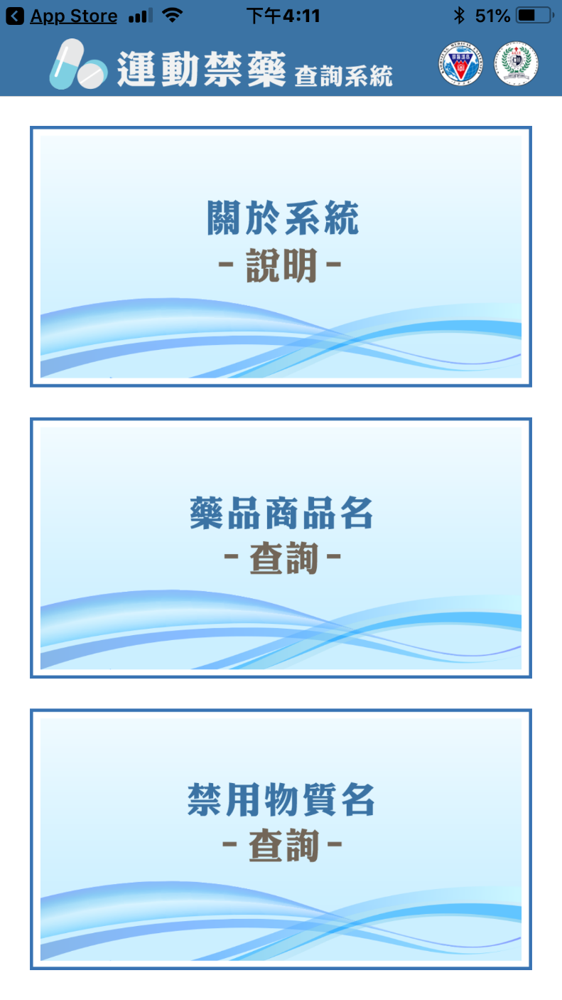 App Store
下午4:11
51%
運動禁藥 查詢系統
關於系統
- 說明 -
藥品商品名
- 查詢 -
禁用物質名
- 查詢 -